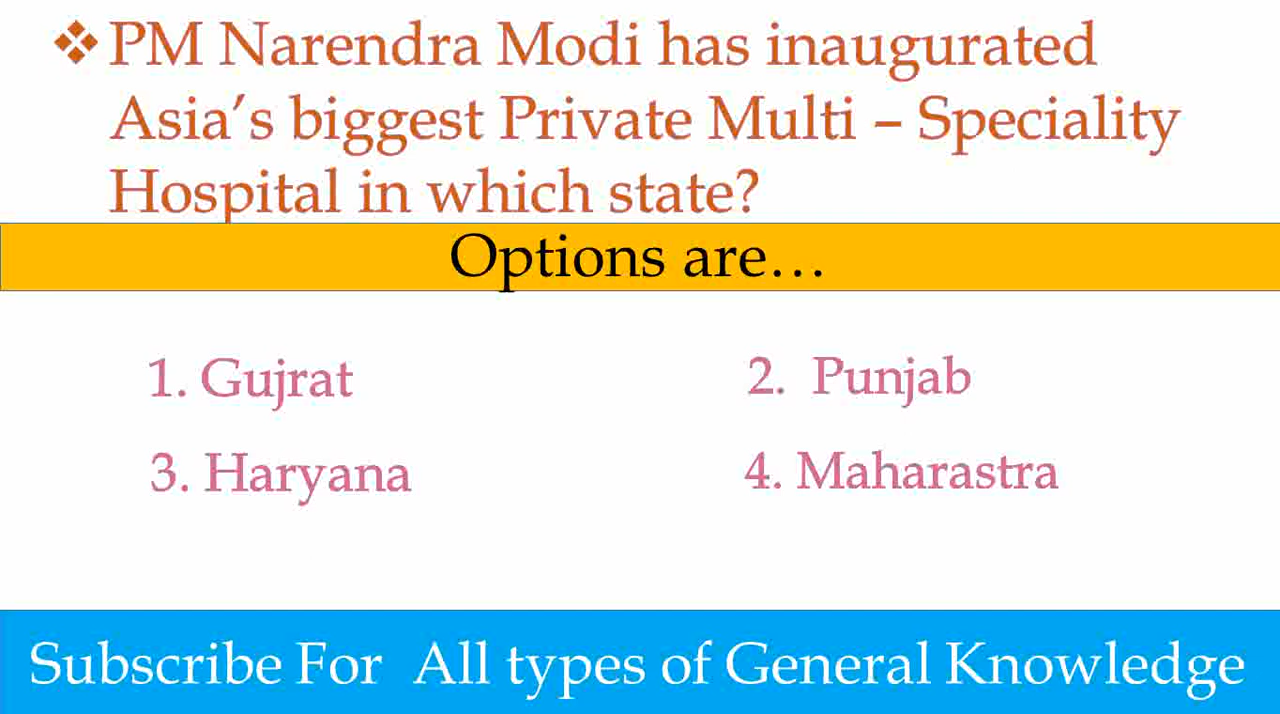 ❖PM Narendra Modi has inaugurated
Asia’s biggest Private Multi – Speciality
Hospital in which state?
Options are…
1. Gujrat
2. Punjab
3. Haryana
4. Maharastra
Subscribe For All types of General Knowledge